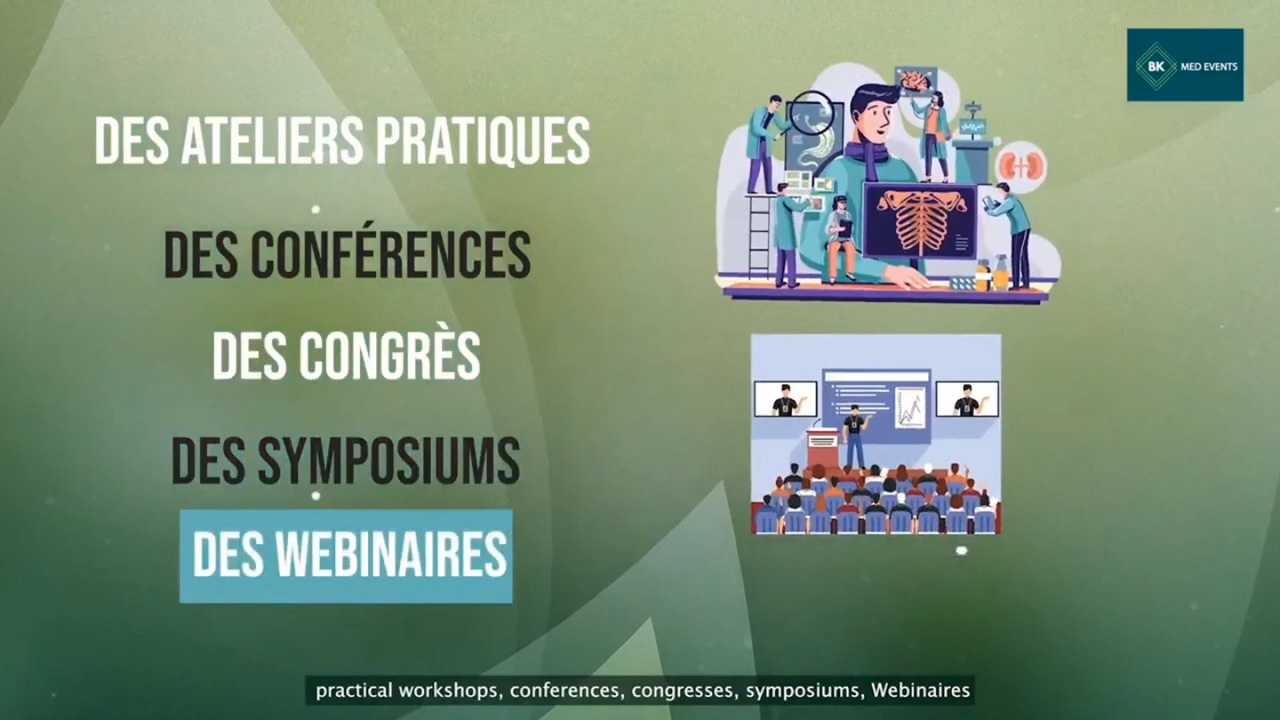 BK MED EVENTS
DES ATELIERS PRATIQUES
DES CONFÉRENCES
DES CONGRÈS
DES SYMPOSIUMS
DES WEBINAIRES
practical workshops, conferences, congresses, symposiums, Webinaires